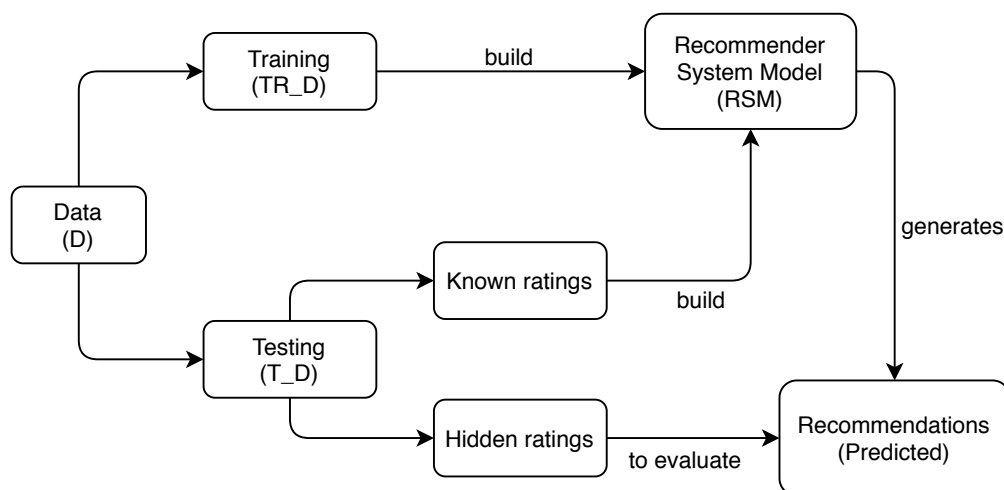 Training
(TR_D)
build
Recommender
System Model
(RSM)
Data
(D)
generates
Known ratings
build
Testing
(T_D)
Hidden ratings
to evaluate
Recommendations
(Predicted)